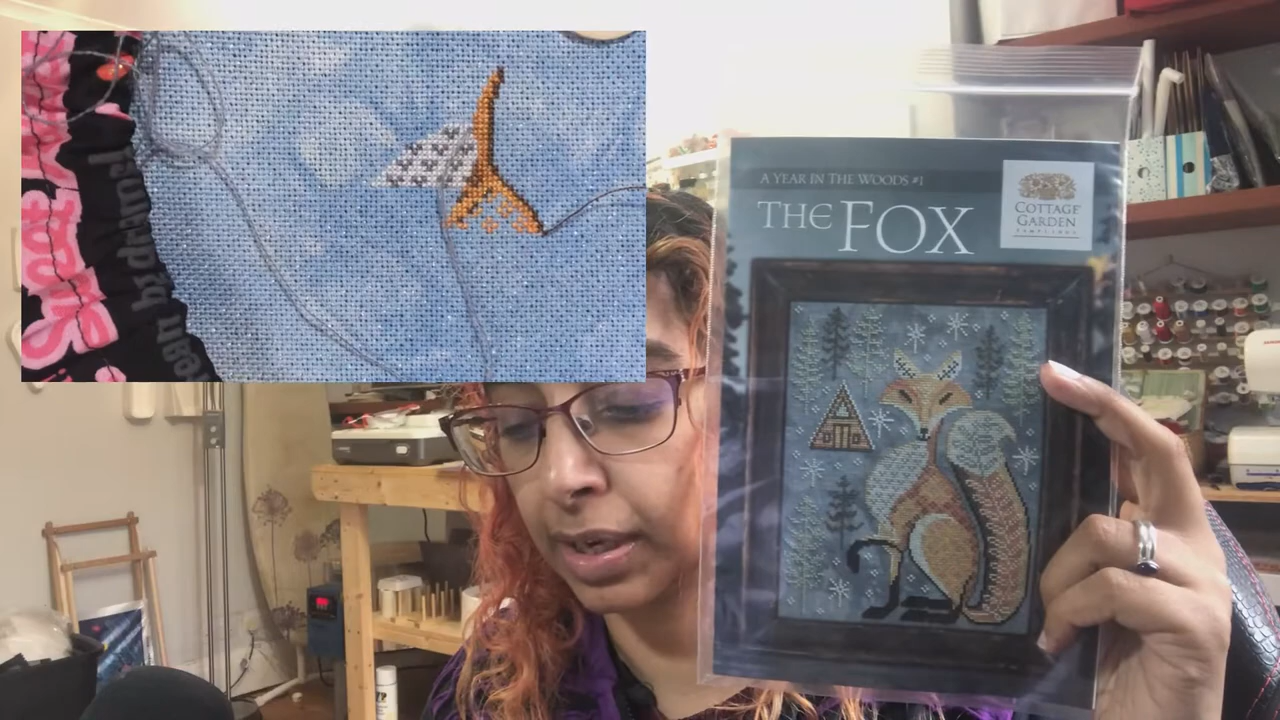 A YEAR IN THE WOODS #1
THE FOX
COTTAGE
GARDEN
SAMPLINGS